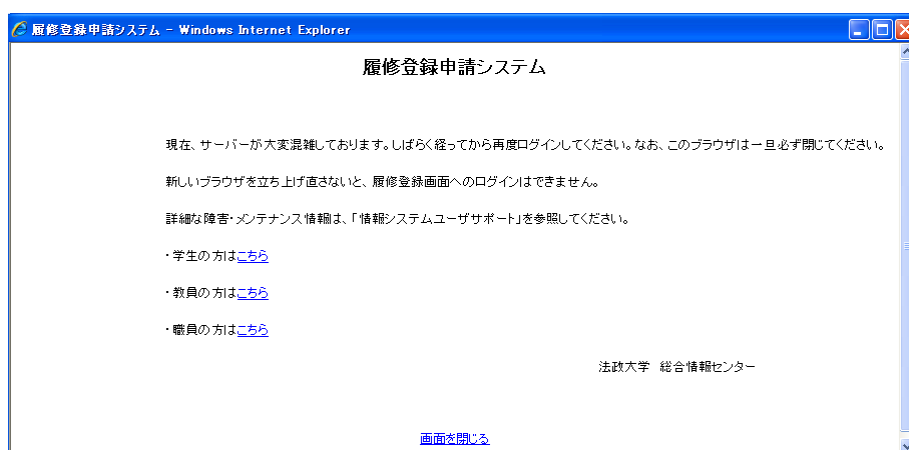 履修登録申請システム - Windows Internet Explorer
履修登録申請システム
現在、サーバーが大変混雑しております。しばらく経ってから再度ログインしてください。なお、このブラウザは一旦必ず閉じてください。
新しいブラウザを立ち上げ直さないと、履修登録画面へのログインはできません。
詳細な障害・メンテナンス情報は、「情報システムユーザサポート」を参照してください。
・学生の方はこちら
・教員の方はこちら
・職員の方はこちら
法政大学　総合情報センター
画面を閉じる